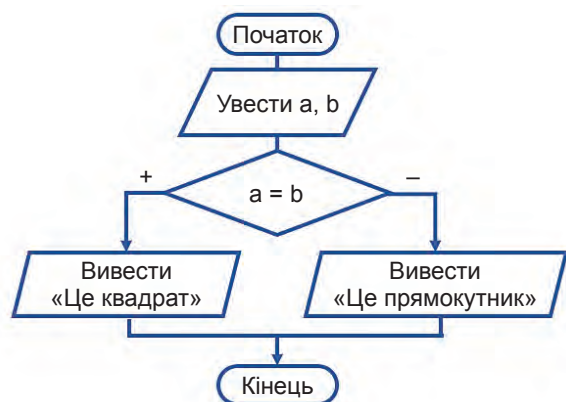 Початок
Увести a, b
+
–
a = b
Вивести
«Це квадрат»
Вивести
«Це прямокутник»
Кінець